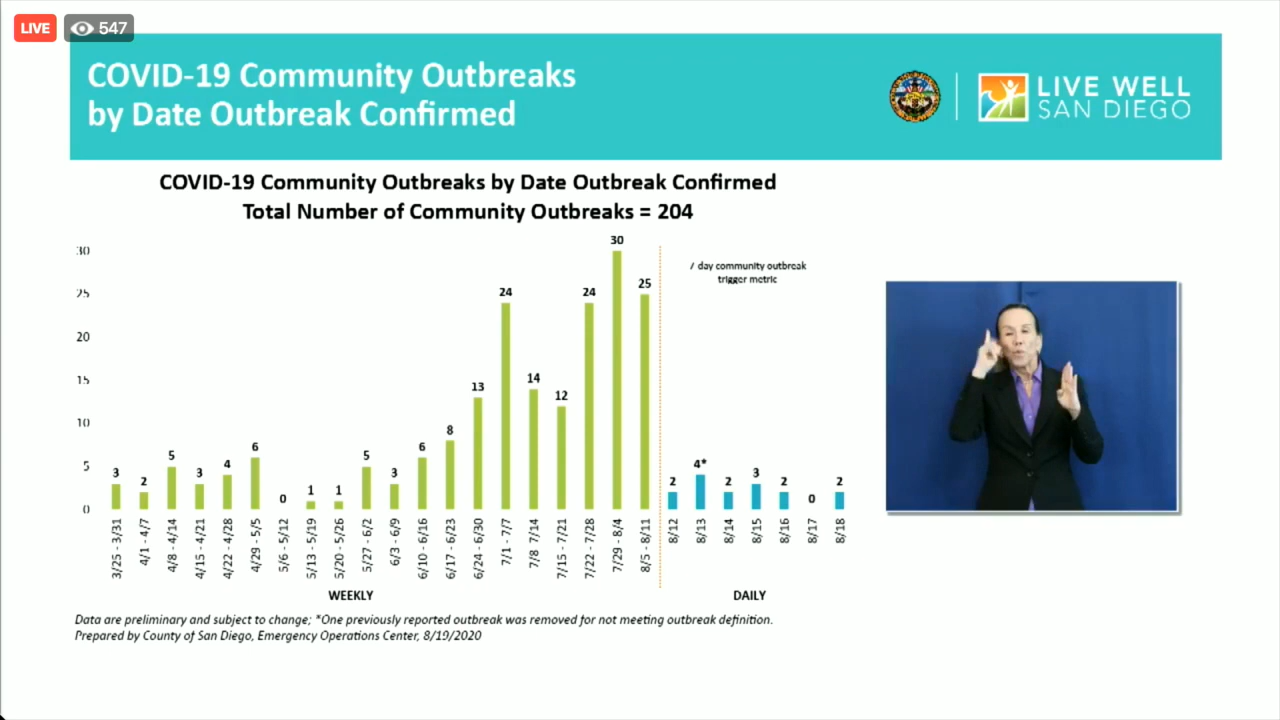 LIVE 547
COVID-19 Community Outbreaks
by Date Outbreak Confirmed
LIVE WELL
SAN DIEGO
COVID-19 Community Outbreaks by Date Outbreak Confirmed
Total Number of Community Outbreaks = 204
30
25
20
15
10
5
0
3
2
5
3
4
6
0
1
1
5
3
6
8
13
24
14
12
24
30
25
7 day community outbreak
trigger metric
2
4*
2
3
2
0
2
3/25 - 3/31
4/1 - 4/7
4/8 - 4/14
4/15 - 4/21
4/22 - 4/28
4/29 - 5/5
5/6 - 5/12
5/13 - 5/19
5/20 - 5/26
5/27 - 6/2
6/3 - 6/9
6/10 - 6/16
6/17 - 6/23
6/24 - 6/30
7/1 - 7/7
7/8 7/14
7/15 - 7/21
7/22 - 7/28
7/29 - 8/4
8/5 - 8/11
8/12
8/13
8/14
8/15
8/16
8/17
8/18
WEEKLY
DAILY
Data are preliminary and subject to change; *One previously reported outbreak was removed for not meeting outbreak definition.
Prepared by County of San Diego, Emergency Operations Center, 8/19/2020